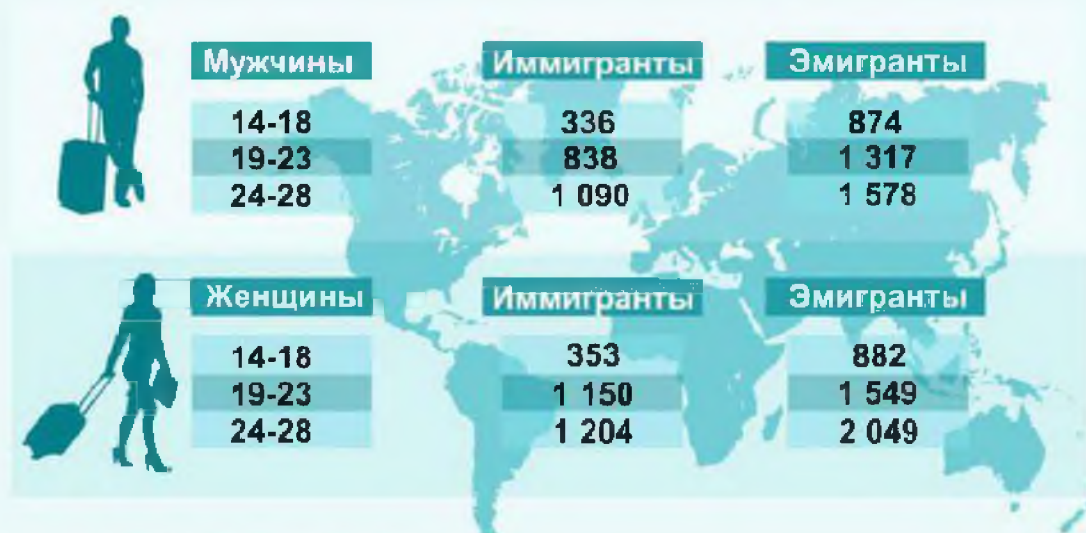 Мужчины Иммигранты Эмигранты
14-18 336 874
19-23 838 1 317
24-28 1 090 1 578
Женщины Иммигранты Эмигранты
14-18 353 882
19-23 1 150 1 549
24-28 1 204 2 049